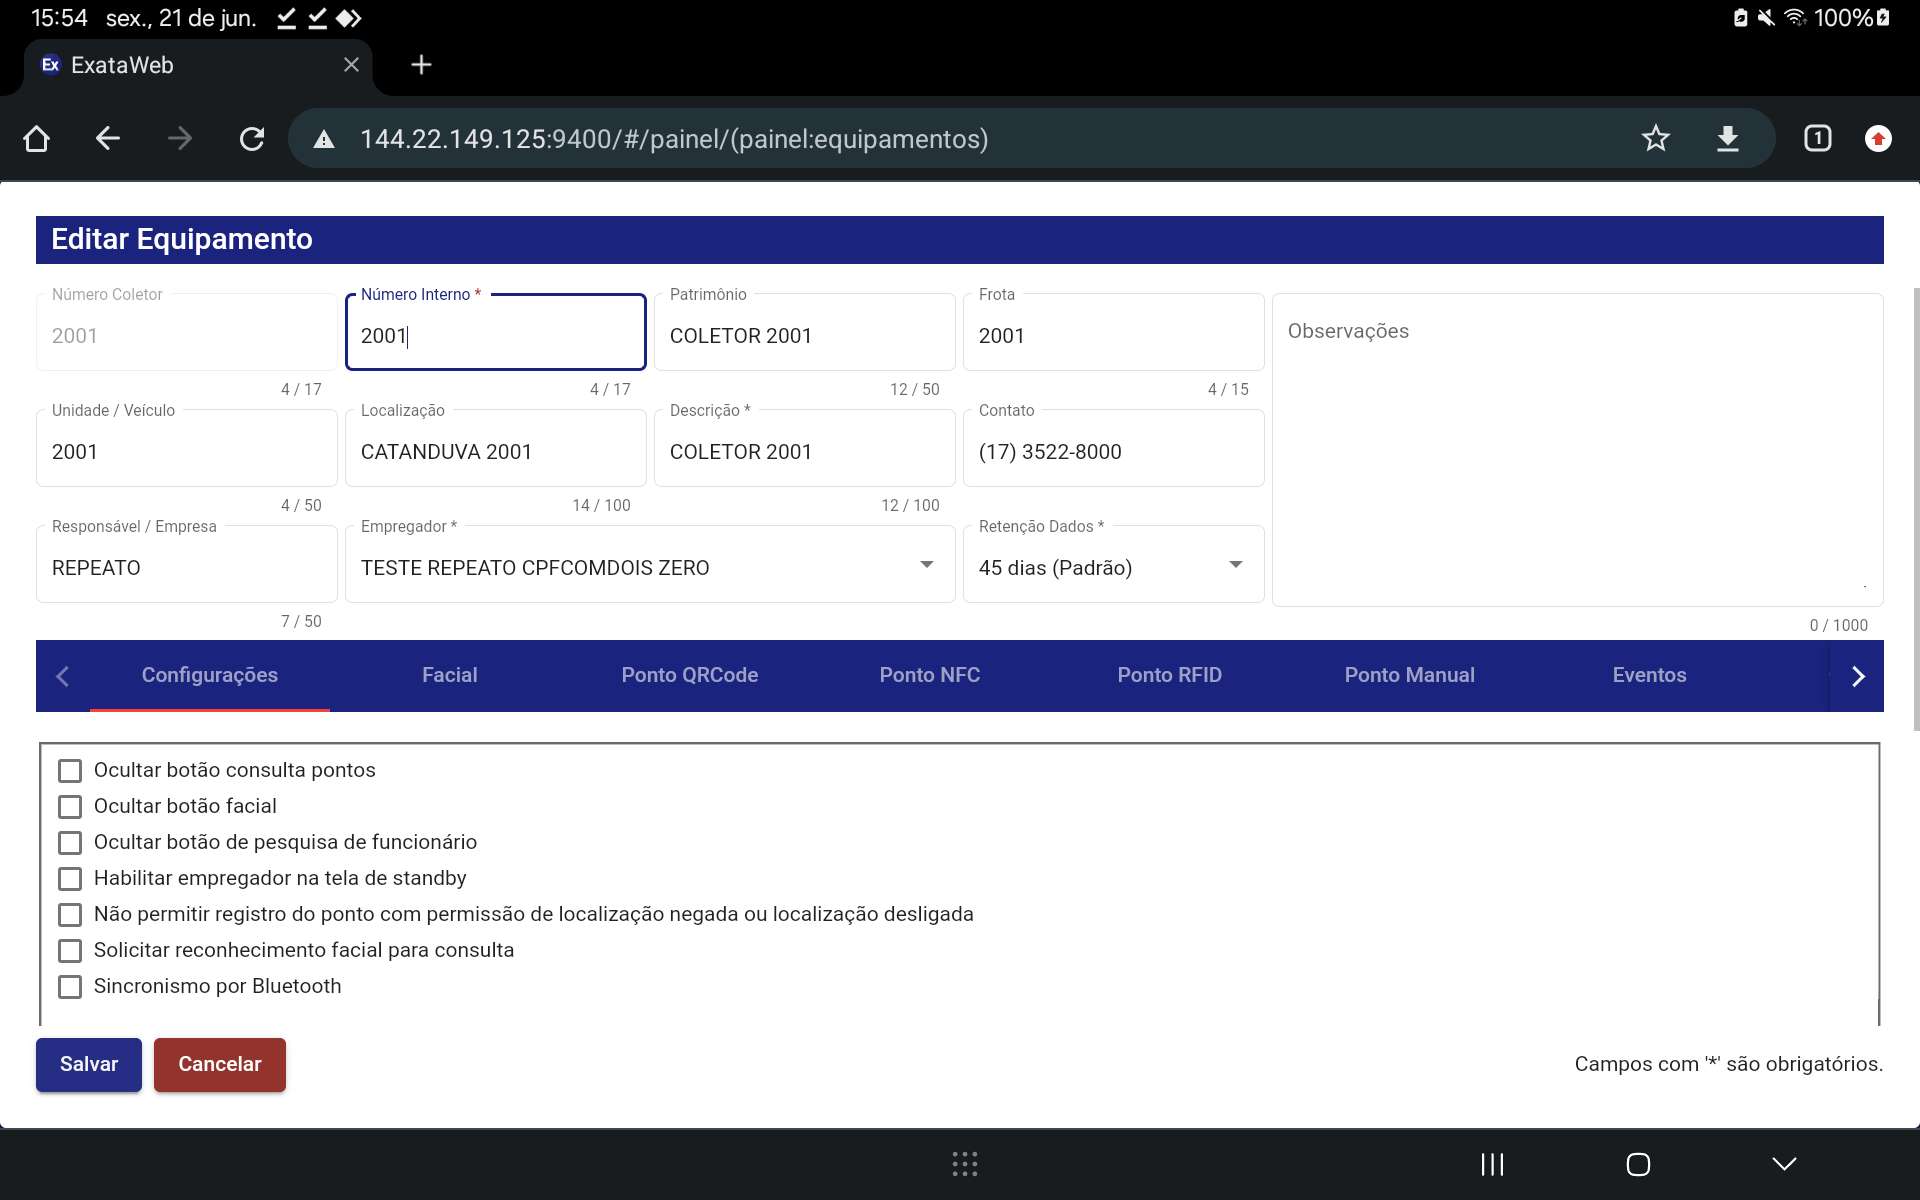 15:54 sex., 21 de jun. 100%
Ex ExataWeb
144.22.149.125:9400/#/painel/(painel:equipamentos) 1
Editar Equipamento
Número Coletor Número Interno * Patrimônio Frota
2001 2001 COLETOR 2001 2001 Observações
4 / 17 4 / 17 12 / 50 4 / 15
Unidade / Veículo Localização Descrição * Contato
2001 CATANDUVA 2001 COLETOR 2001 (17) 3522-8000
4 / 50 14 / 100 12 / 100
Responsável / Empresa Empregador * Retenção Dados *
REPEATO TESTE REPEATO CPFCOMDOIS ZERO 45 dias (Padrão)
7 / 50 0 / 1000
Configurações Facial Ponto QRCode Ponto NFC Ponto RFID Ponto Manual Eventos
Ocultar botão consulta pontos
Ocultar botão facial
Ocultar botão de pesquisa de funcionário
Habilitar empregador na tela de standby
Não permitir registro do ponto com permissão de localização negada ou localização desligada
Solicitar reconhecimento facial para consulta
Sincronismo por Bluetooth
Salvar Cancelar Campos com '*' são obrigatórios.